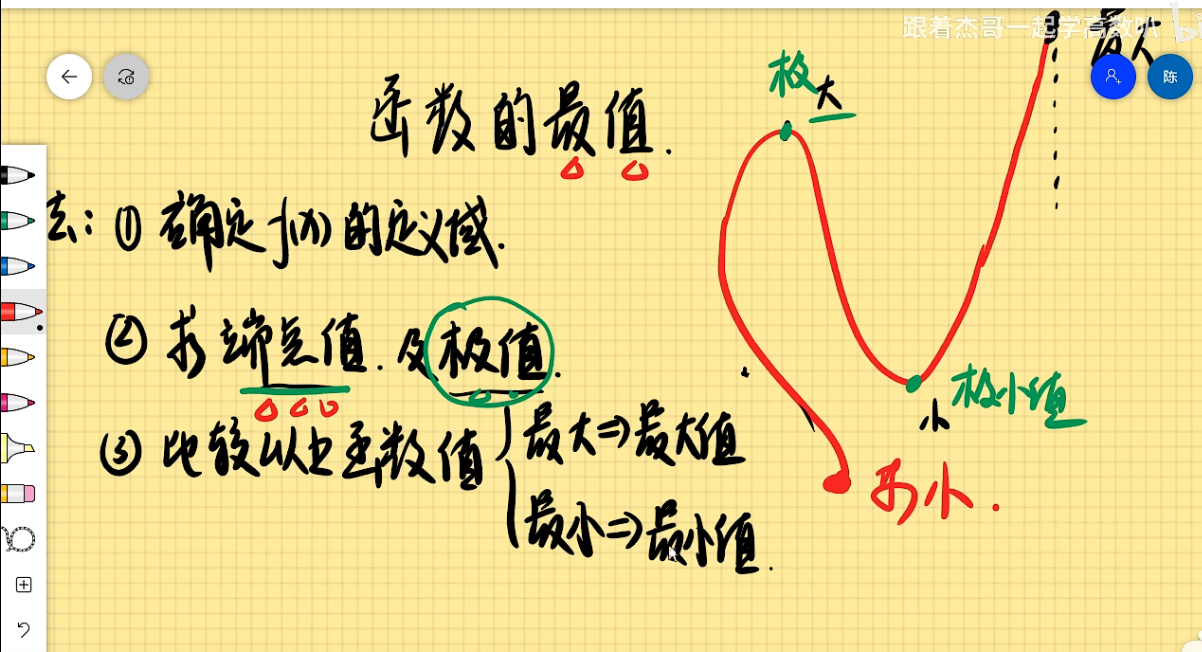 跟着杰哥一起学高数叭
陈
函数的最值.
法: ① 确定f(x)的定义域.
② 求端点值.及极值.
③ 比较以上函数值
最大⇒最大值
最小⇒最小值.
极大
极小值
小
更小.
最大